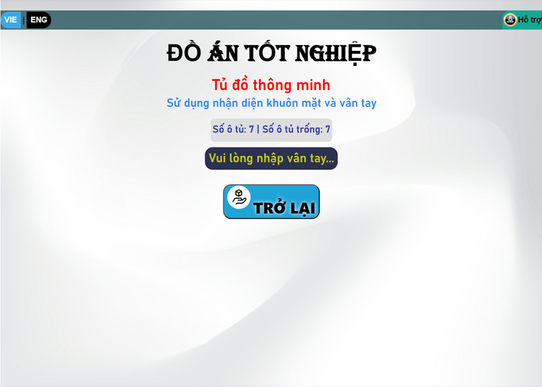 VIE | ENG
Hỗ trợ
ĐỒ ÁN TỐT NGHIỆP
Tủ đồ thông minh
Sử dụng nhận diện khuôn mặt và vân tay
Số ô tủ: 7 | Số ô tủ trống: 7
Vui lòng nhập vân tay...
TRỞ LẠI